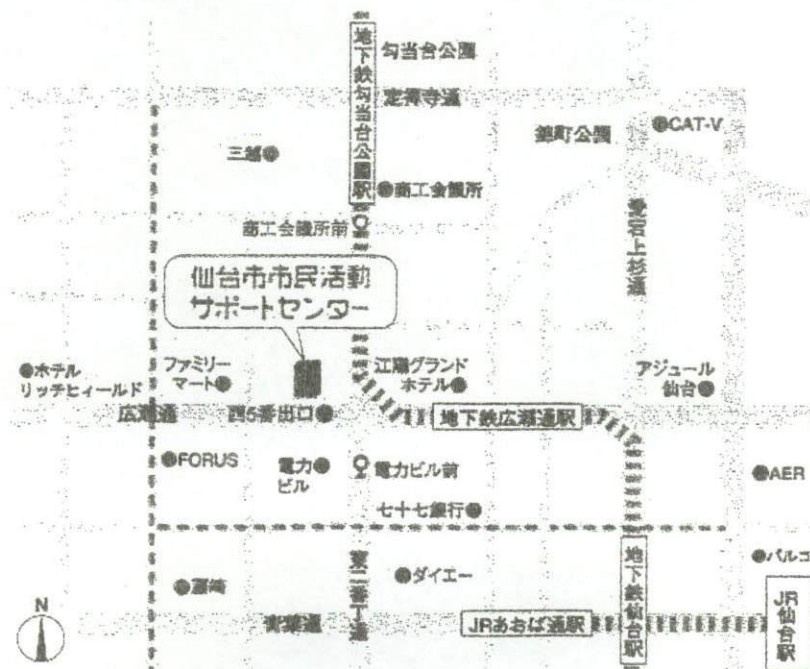 地下鉄勾当台公園駅
勾当台公園
定禅寺通
錦町公園
●CAT-V
三越●
●商工会議所
商工会議所前
愛宕上杉通
仙台市市民活動
サポートセンター
●ホテル
リッチヒィールド
ファミリー
マート●
江陽グランド
ホテル●
アジュール
仙台●
広瀬通
西5番出口●
地下鉄広瀬通駅
●FORUS
電力●
ビル
電力ビル前
●AER
七十七銀行●
東二番丁通
地下鉄仙台駅
●パルコ
●藤崎
●ダイエー
N
青葉通
JRあおば通駅
JR仙台駅